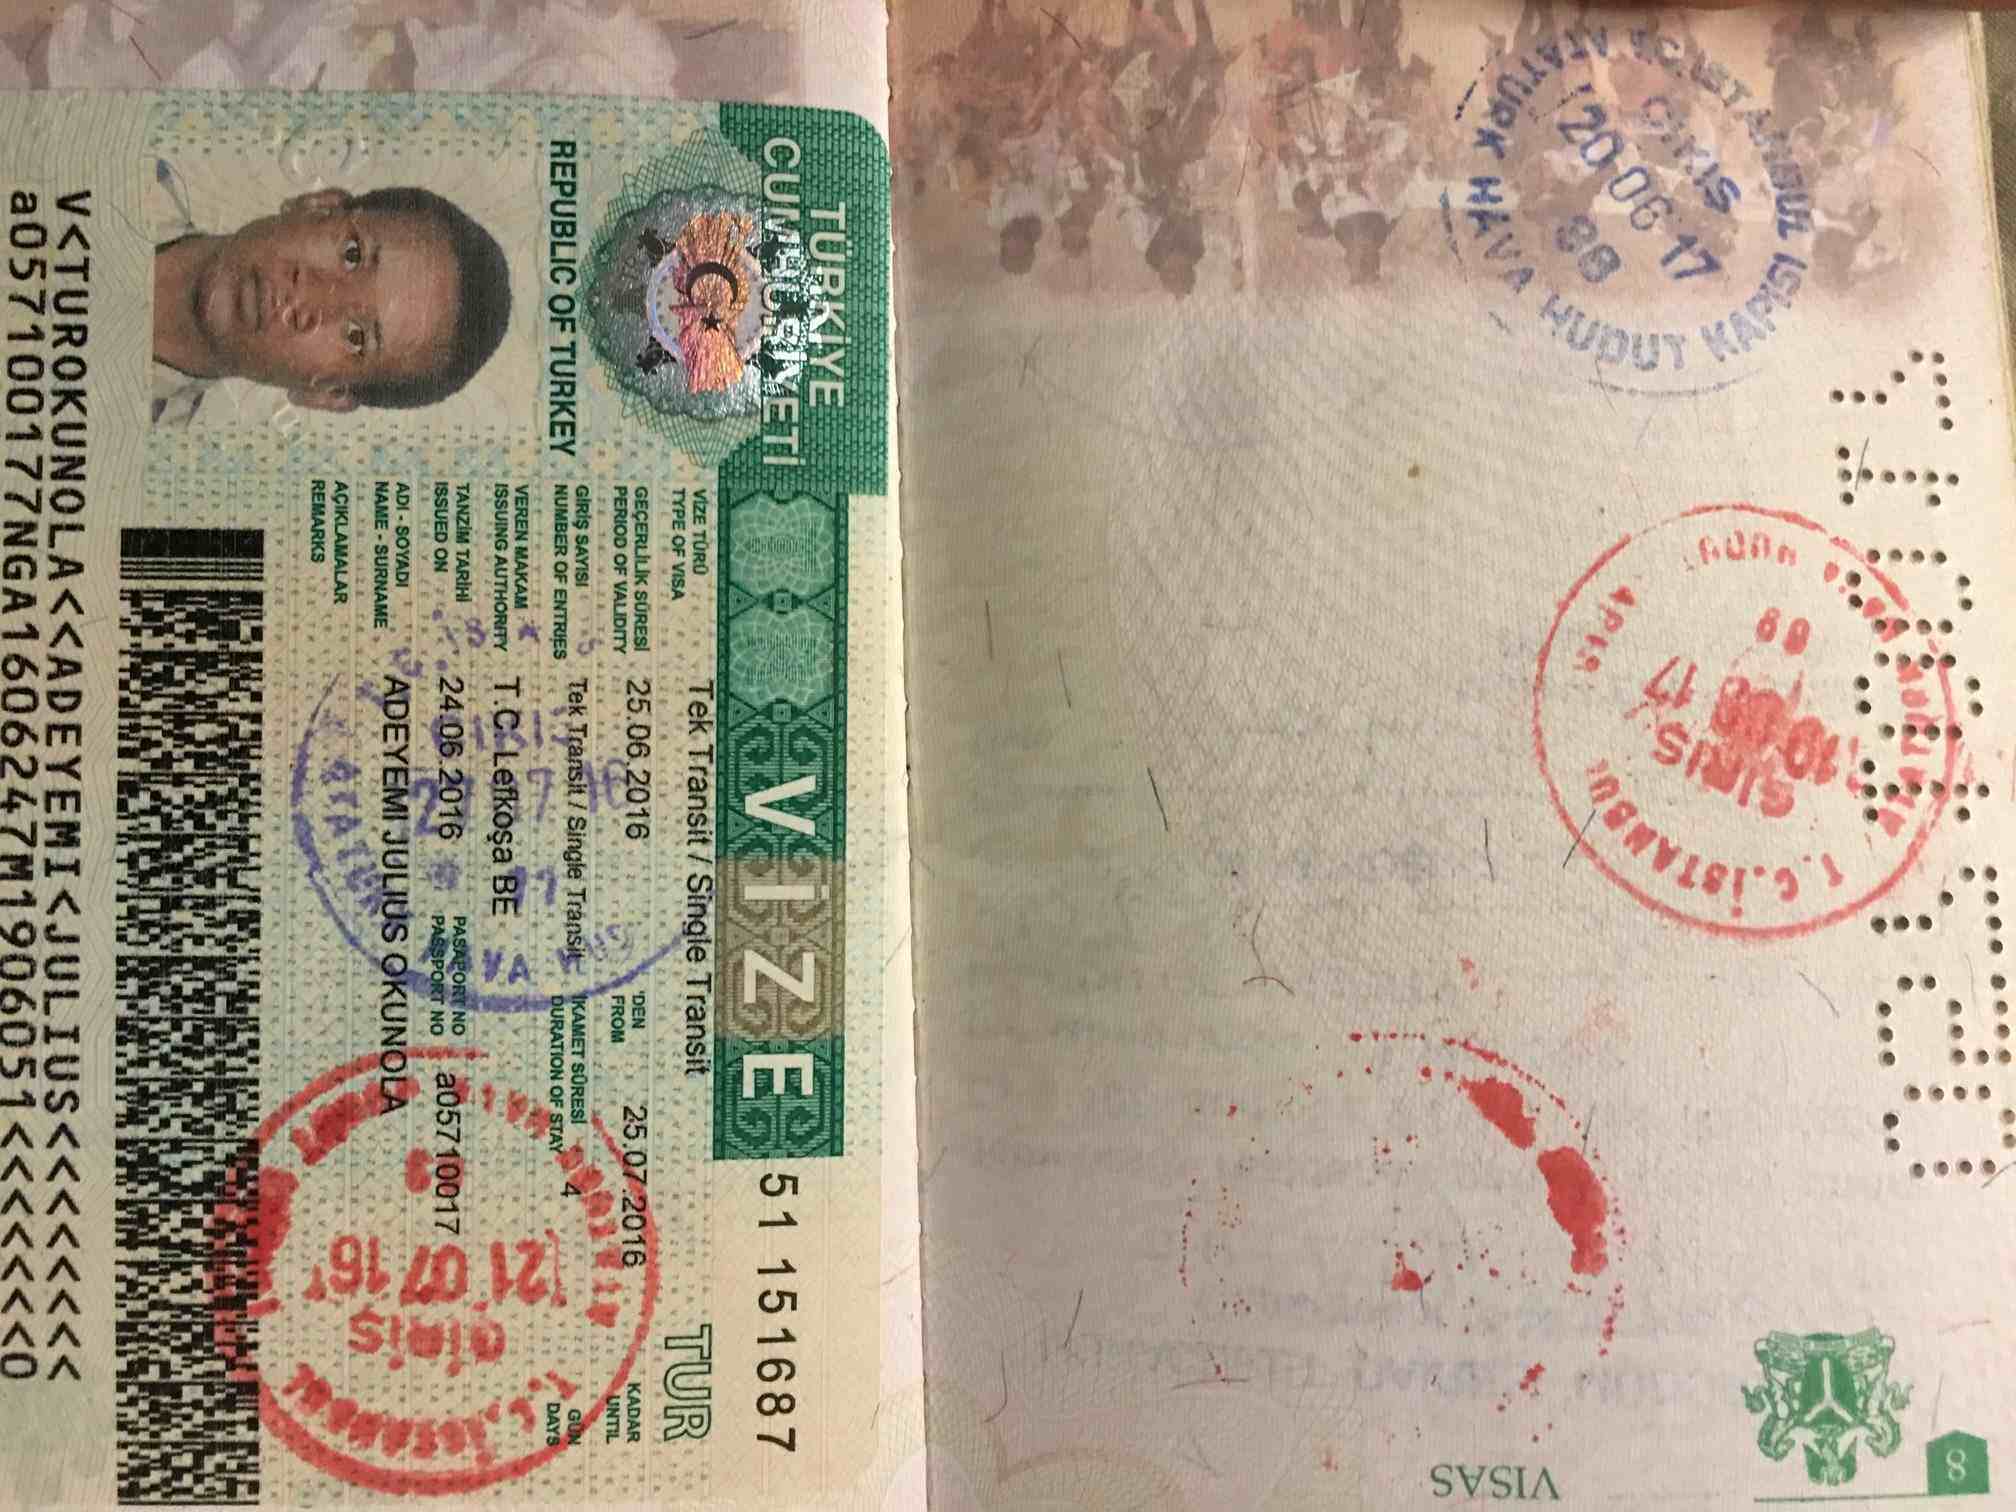 TÜRKİYE
CUMHURİYETİ
REPUBLIC OF TURKEY
VİZE
51 151687
TUR
VİZE TÜRÜ
TYPE OF VISA
Tek Transit / Single Transit
GEÇERLİLİK SÜRESİ
PERIOD OF VALIDITY
25.06.2016
'DEN
FROM
25.07.2016
KADAR
UNTIL
GİRİŞ SAYISI
NUMBER OF ENTRIES
Tek Transit / Single Transit
İKAMET SÜRESİ
DURATION OF STAY
4
GÜN
DAYS
VEREN MAKAM
ISSUING AUTHORITY
T.C. Lefkoşa BE
TANZİM TARİHİ
ISSUED ON
24.06.2016
PASAPORT NO
PASSPORT NO
a05710017
ADI - SOYADI
NAME - SURNAME
ADEYEMI JULIUS OKUNOLA
AÇIKLAMALAR
REMARKS
V<TUROKUNOLA<<ADEYEMI<JULIUS<<<<<<<<
a057100177NGA1606247M1906051<<<<<<<0
GİRİŞ
21 07 16
T.C. İSTANBUL
ÇIKIŞ
20 06 17
88
ATATÜRK HAVA HUDUT KAPISI
T.C. İSTANBUL
GİRİŞ
19 06 17
VISAS
8